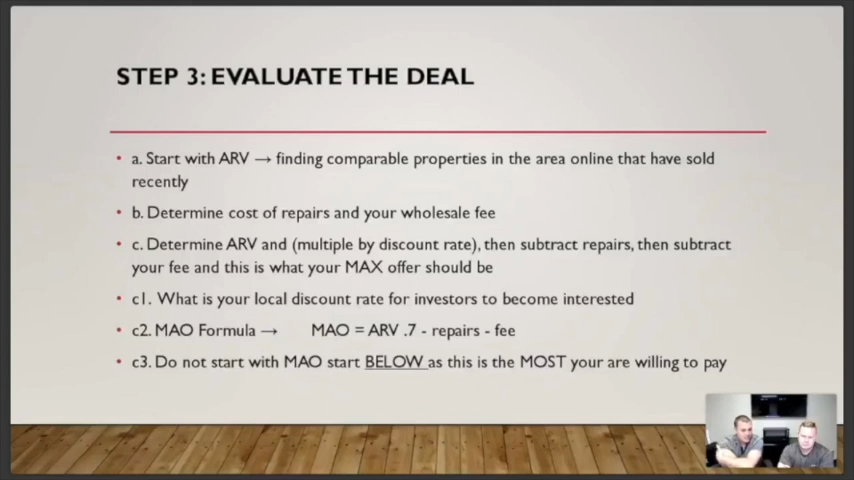 STEP 3: EVALUATE THE DEAL
• a. Start with ARV → finding comparable properties in the area online that have sold
recently
• b. Determine cost of repairs and your wholesale fee
• c. Determine ARV and (multiple by discount rate), then subtract repairs, then subtract
your fee and this is what your MAX offer should be
• c1. What is your local discount rate for investors to become interested
• c2. MAO Formula → MAO = ARV .7 - repairs - fee
• c3. Do not start with MAO start BELOW as this is the MOST your are willing to pay